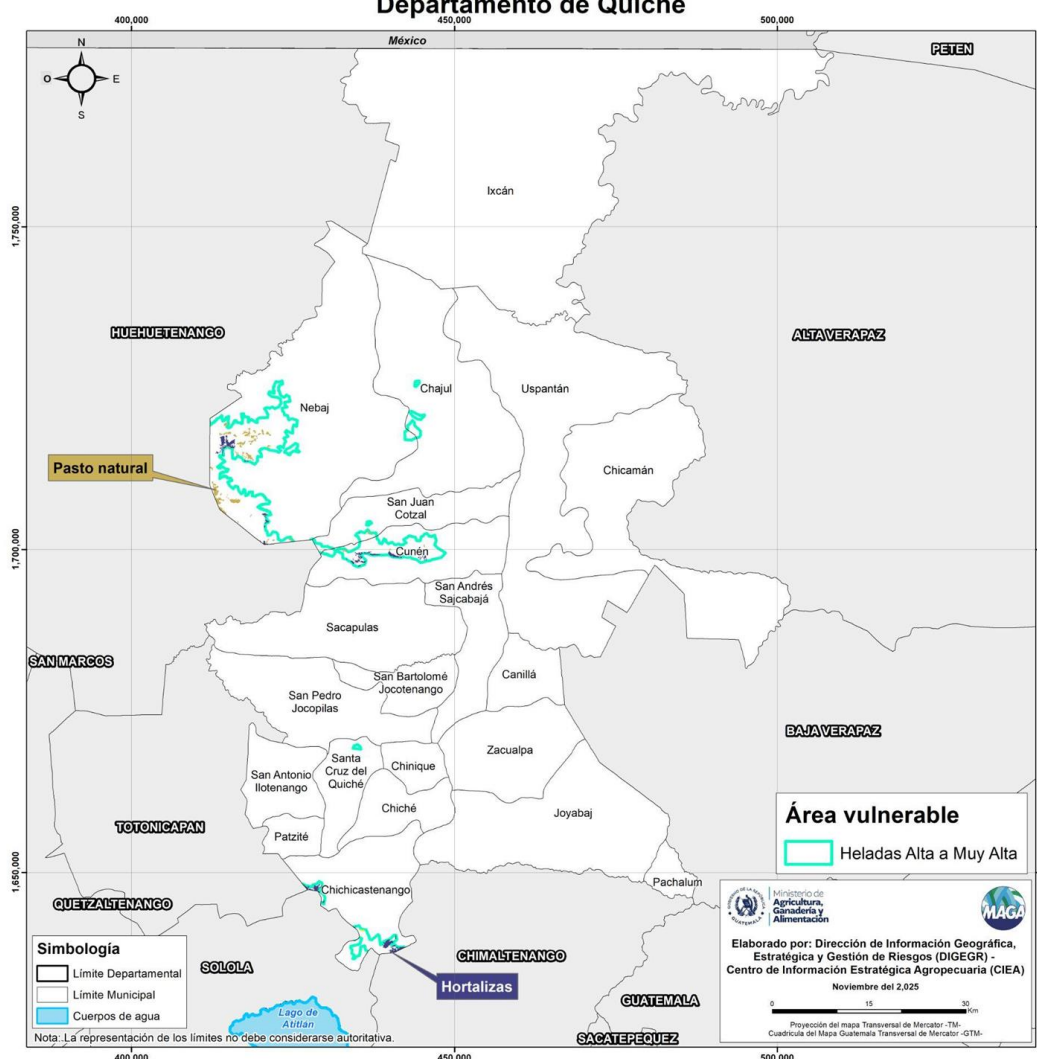 Departamento de Quiché
400,000
450,000
500,000
México
PETEN
N
O
E
S
Ixcán
1,750,000
HUEHUETENANGO
ALTA VERAPAZ
Chajul
Uspantán
Nebaj
Pasto natural
Chicamán
San Juan
Cotzal
1,700,000
Cunén
San Andrés
Sajcabajá
Sacapulas
SAN MARCOS
San Bartolomé
Jocotenango
Canillá
San Pedro
Jocopilas
BAJA VERAPAZ
Zacualpa
Santa
Cruz del
Quiché
Chinique
San Antonio
Ilotenango
Chiché
Joyabaj
Área vulnerable
Heladas Alta a Muy Alta
TOTONICAPAN
Patzité
1,650,000
Chichicastenango
Pachalum
QUETZALTENANGO
Ministerio de
Agricultura,
Ganadería y
Alimentación
MAGA
Elaborado por: Dirección de Información Geográfica,
Estratégica y Gestión de Riesgos (DIGEGR) -
Centro de Información Estratégica Agropecuaria (CIEA)
Noviembre del 2,025
0 15 30
Km
Proyección del mapa Transversal de Mercator -TM-
Cuadrícula del Mapa Guatemala Transversal de Mercator -GTM-
Simbología
Límite Departamental
Límite Municipal
Cuerpos de agua
SOLOLA
CHIMALTENANGO
Hortalizas
GUATEMALA
Lago de
Atitlán
SACATEPEQUEZ
Nota: La representación de los límites no debe considerarse autoritativa.
400,000
450,000
500,000